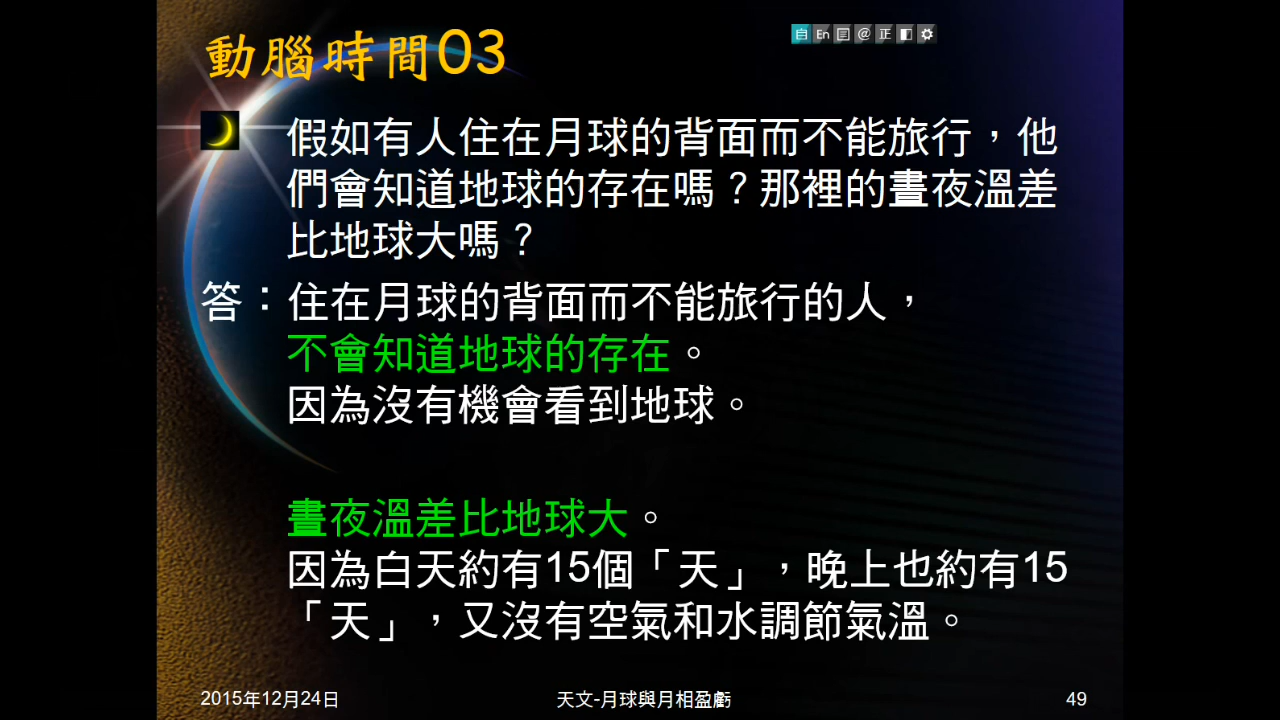 動腦時間03
自 En @ 正
假如有人住在月球的背面而不能旅行，他
們會知道地球的存在嗎？那裡的晝夜溫差
比地球大嗎？
答：住在月球的背面而不能旅行的人，
不會知道地球的存在。
因為沒有機會看到地球。
晝夜溫差比地球大。
因為白天約有15個「天」，晚上也約有15
「天」，又沒有空氣和水調節氣溫。
2015年12月24日
天文-月球與月相盈虧
49